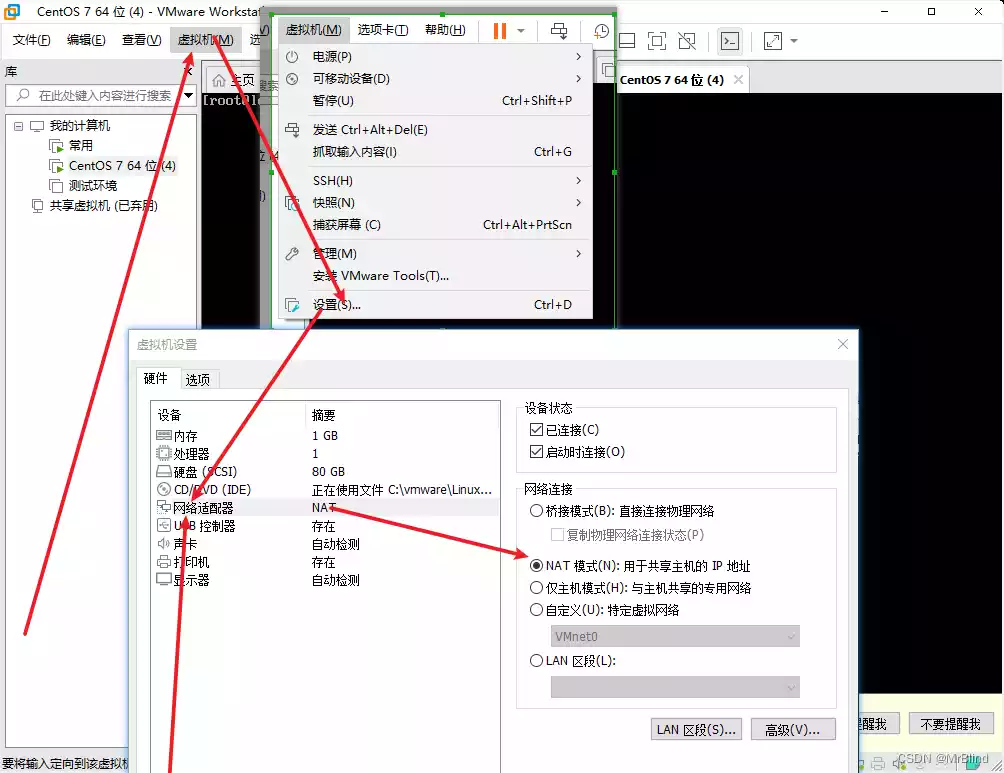 CentOS 7 64 位 (4) - VMware Workstat
文件(F) 编辑(E) 查看(V) 虚拟机(M) 选
虚拟机(M) 选项卡(T) 帮助(H)
库
主页
CentOS 7 64 位 (4)
在此处键入内容进行搜索
我的计算机
常用
CentOS 7 64 位 (4)
测试环境
共享虚拟机 (已弃用)
电源(P)
可移动设备(D)
暂停(U) Ctrl+Shift+P
发送 Ctrl+Alt+Del(E)
抓取输入内容(I) Ctrl+G
SSH(H)
快照(N)
捕获屏幕 (C) Ctrl+Alt+PrtScn
管理(M)
安装 VMware Tools(T)...
设置(S)... Ctrl+D
虚拟机设置
硬件 选项
设备 摘要
内存 1 GB
处理器 1
硬盘 (SCSI) 80 GB
CD/DVD (IDE) 正在使用文件 C:\vmware\Linux...
网络适配器 NAT
USB 控制器 存在
声卡 自动检测
打印机 存在
显示器 自动检测
设备状态
已连接(C)
启动时连接(O)
网络连接
桥接模式(B): 直接连接物理网络
复制物理网络连接状态(P)
NAT 模式(N): 用于共享主机的 IP 地址
仅主机模式(H): 与主机共享的专用网络
自定义(U): 特定虚拟网络
VMnet0
LAN 区段(L):
LAN 区段(S)... 高级(V)...
醒我 不要提醒我
要将输入定向到该虚拟机
CSDN @MrBlind